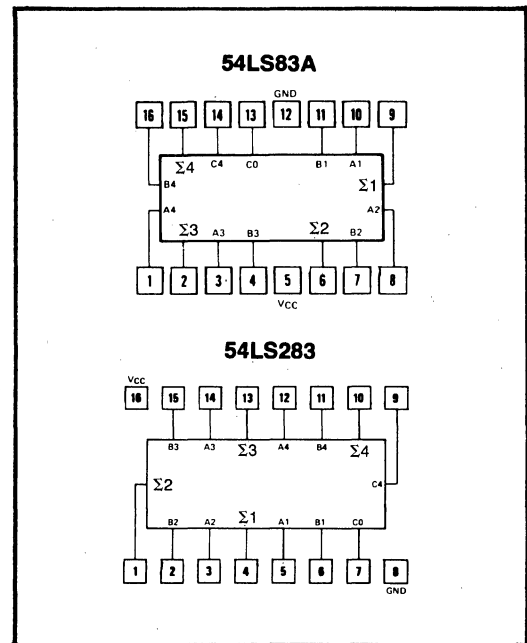 54LS83A
GND
16 15 14 13 12 11 10 9
Σ4 C4 C0 B1 A1
B4 Σ1
A4 A2
Σ3 A3 B3 Σ2 B2
1 2 3 4 5 6 7 8
VCC
54LS283
VCC
16 15 14 13 12 11 10 9
B3 A3 Σ3 A4 B4 Σ4
Σ2 C4
B2 A2 Σ1 A1 B1 C0
1 2 3 4 5 6 7 8
GND